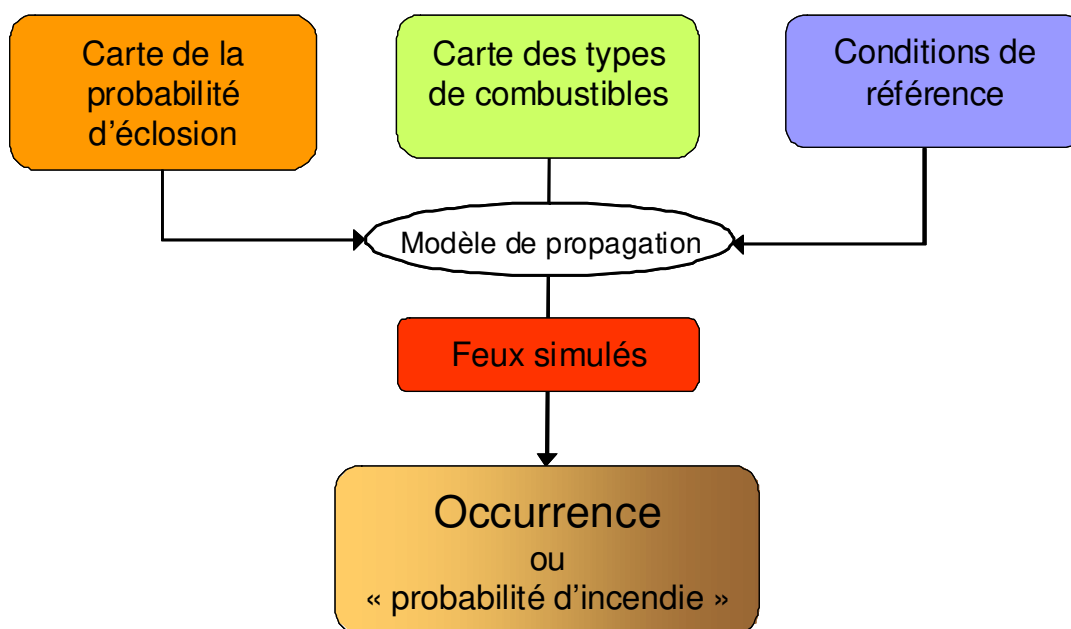 Carte de la
probabilité
d'éclosion
Carte des types
de combustibles
Conditions de
référence
Modèle de propagation
Feux simulés
Occurrence
ou
« probabilité d'incendie »